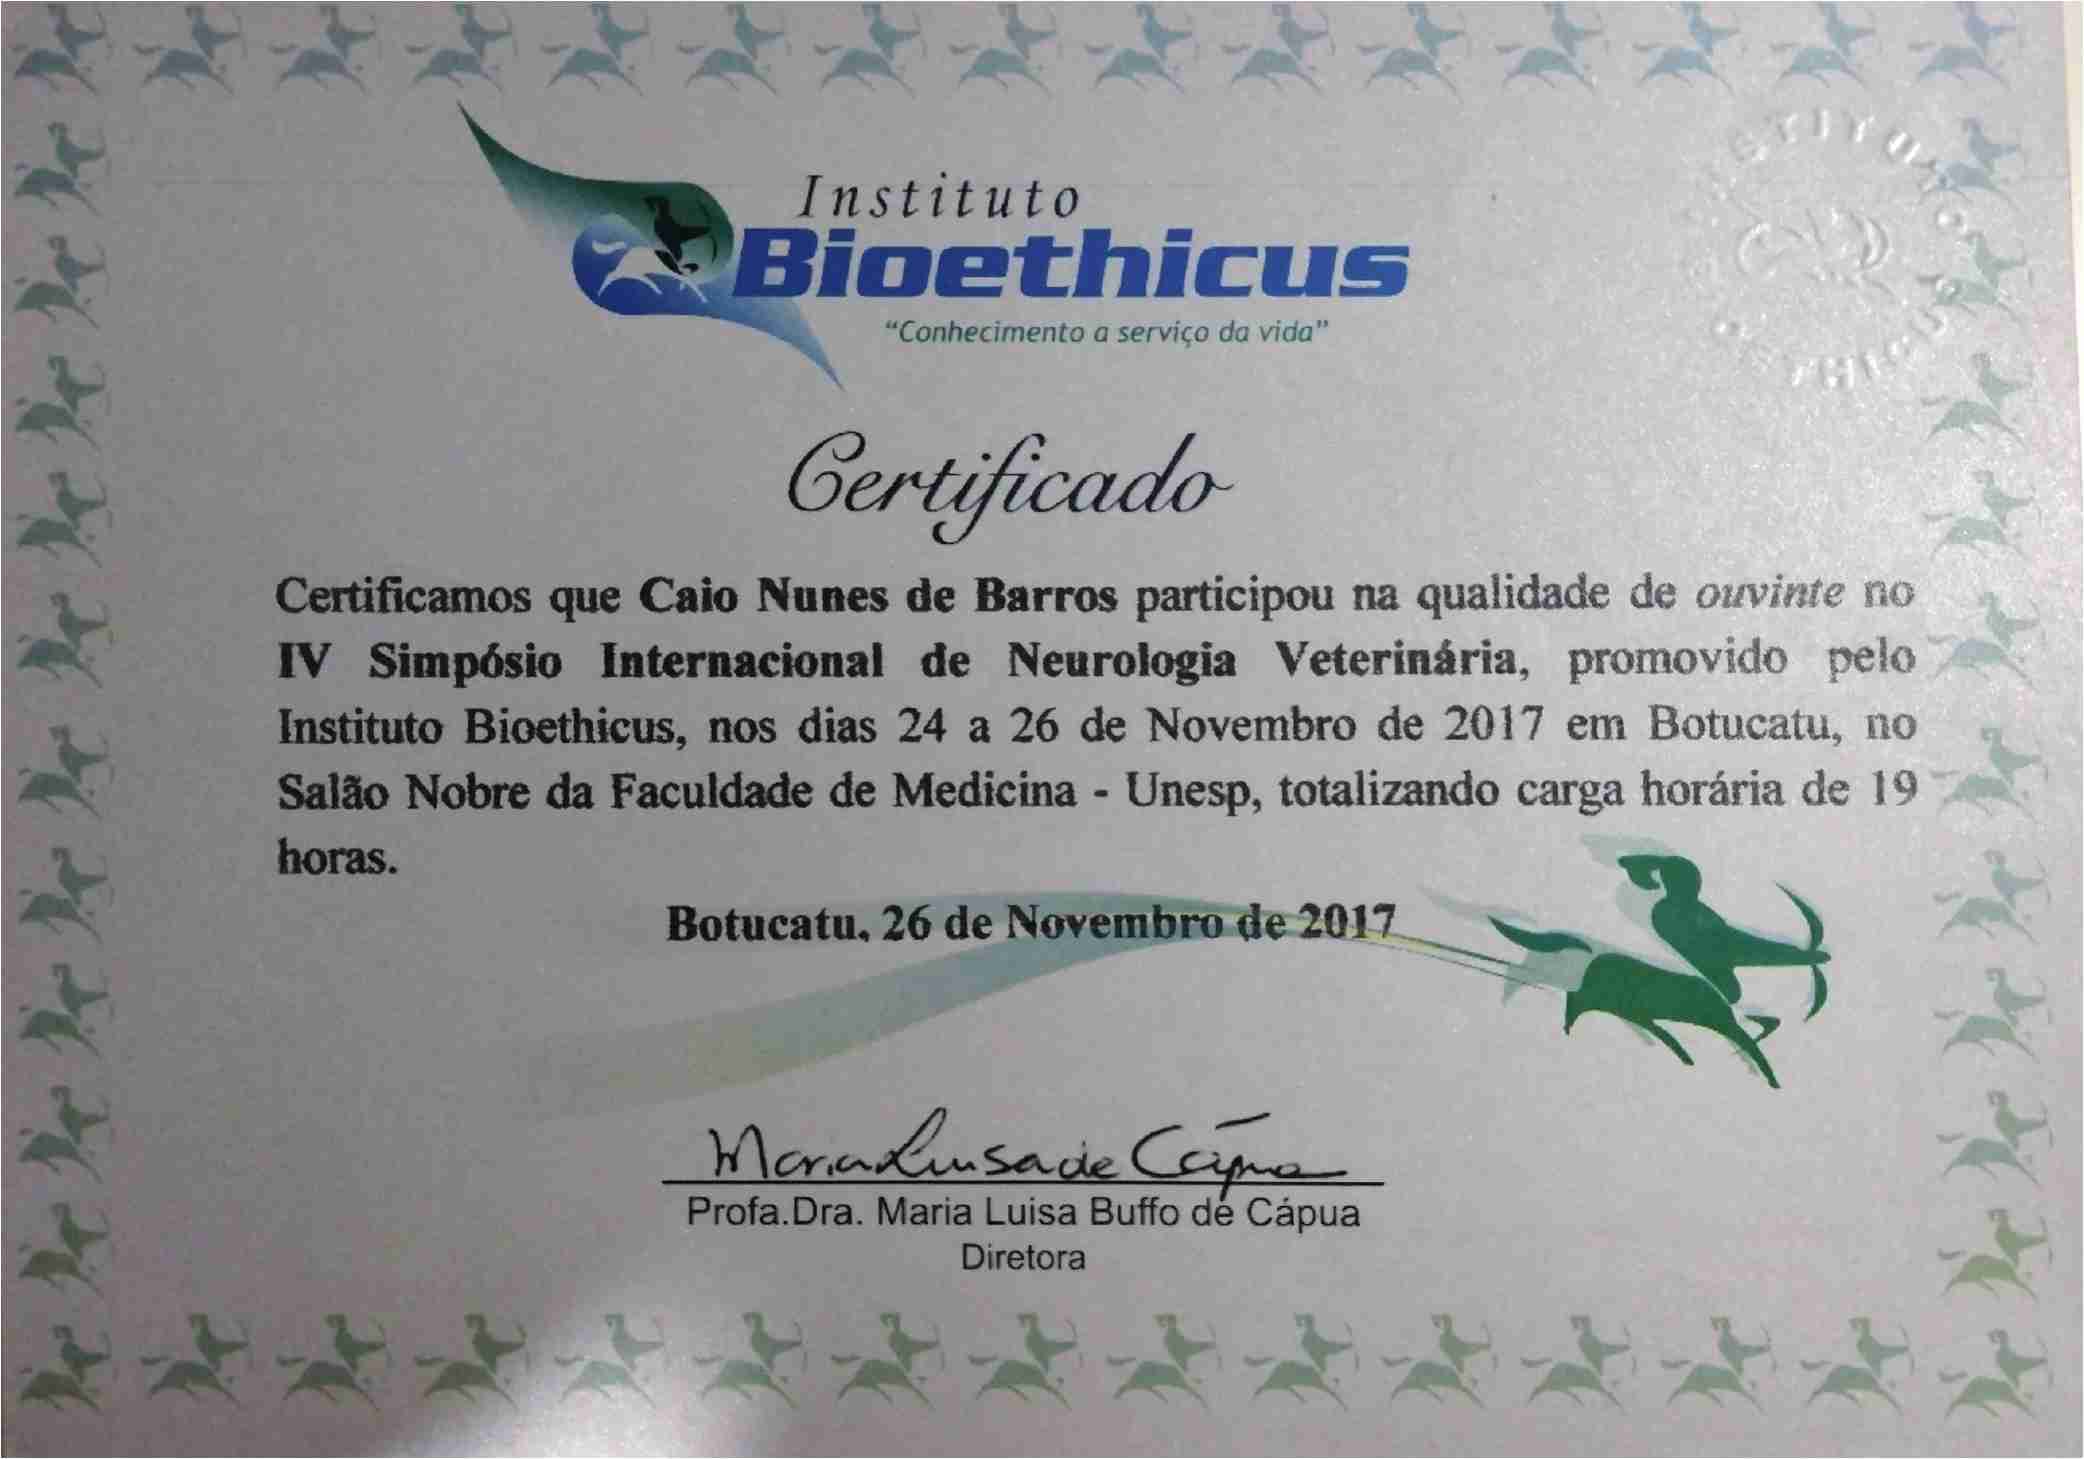 Instituto
Bioethicus
"Conhecimento a serviço da vida"
Certificado
Certificamos que Caio Nunes de Barros participou na qualidade de ouvinte no
IV Simpósio Internacional de Neurologia Veterinária, promovido pelo
Instituto Bioethicus, nos dias 24 a 26 de Novembro de 2017 em Botucatu, no
Salão Nobre da Faculdade de Medicina - Unesp, totalizando carga horária de 19
horas.
Botucatu, 26 de Novembro de 2017
Maria Luisa de Cápua
Profa.Dra. Maria Luisa Buffo de Cápua
Diretora